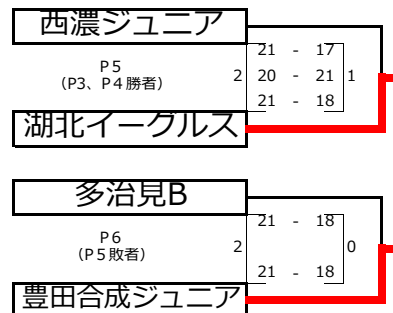 西濃ジュニア
P5
(P3、P4勝者)
2
21 - 17
20 - 21
21 - 18
1
湖北イーグルス
多治見B
P6
(P5敗者)
2
21 - 18
21 - 18
0
豊田合成ジュニア